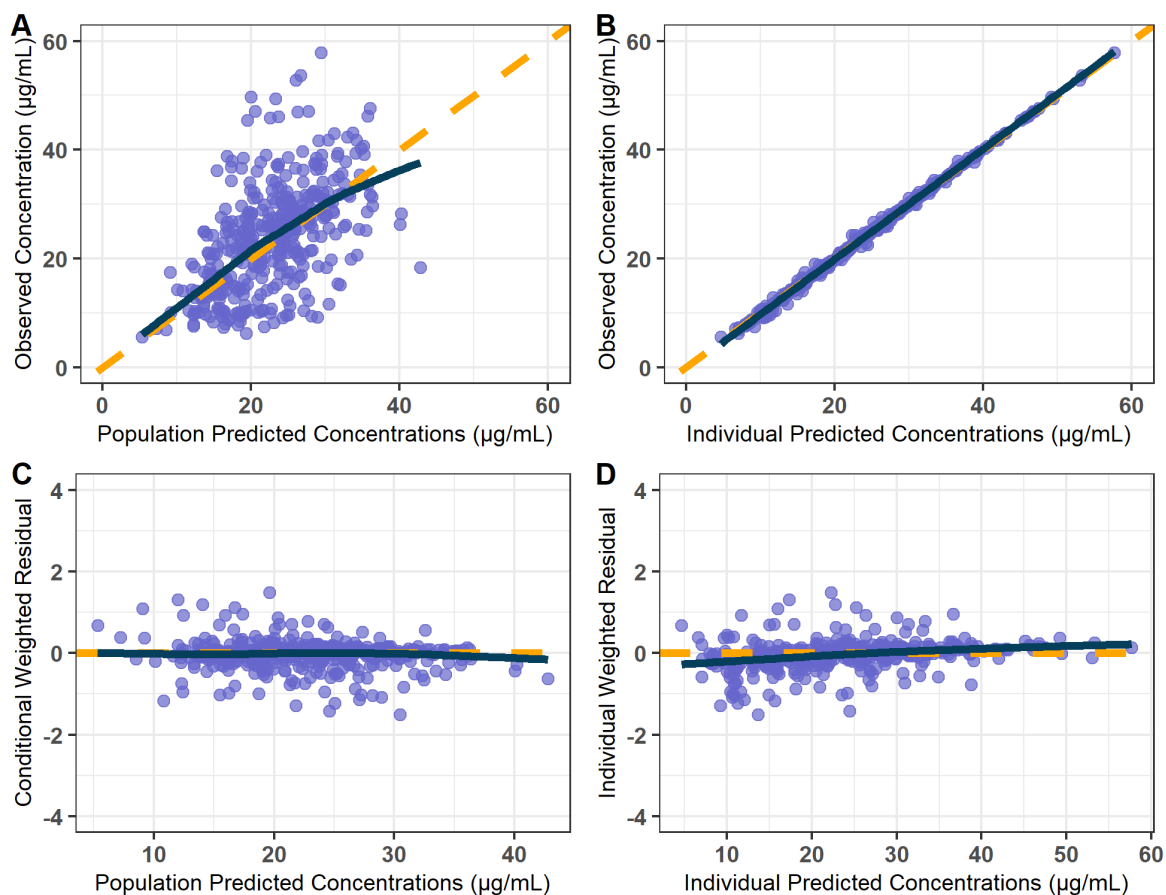 A
Observed Concentration (µg/mL)
60
40
20
0
0 20 40 60
Population Predicted Concentrations (µg/mL)
B
Observed Concentration (µg/mL)
60
40
20
0
0 20 40 60
Individual Predicted Concentrations (µg/mL)
C
Conditional Weighted Residual
4
2
0
-2
-4
10 20 30 40
Population Predicted Concentrations (µg/mL)
D
Individual Weighted Residual
4
2
0
-2
-4
10 20 30 40 50 60
Individual Predicted Concentrations (µg/mL)